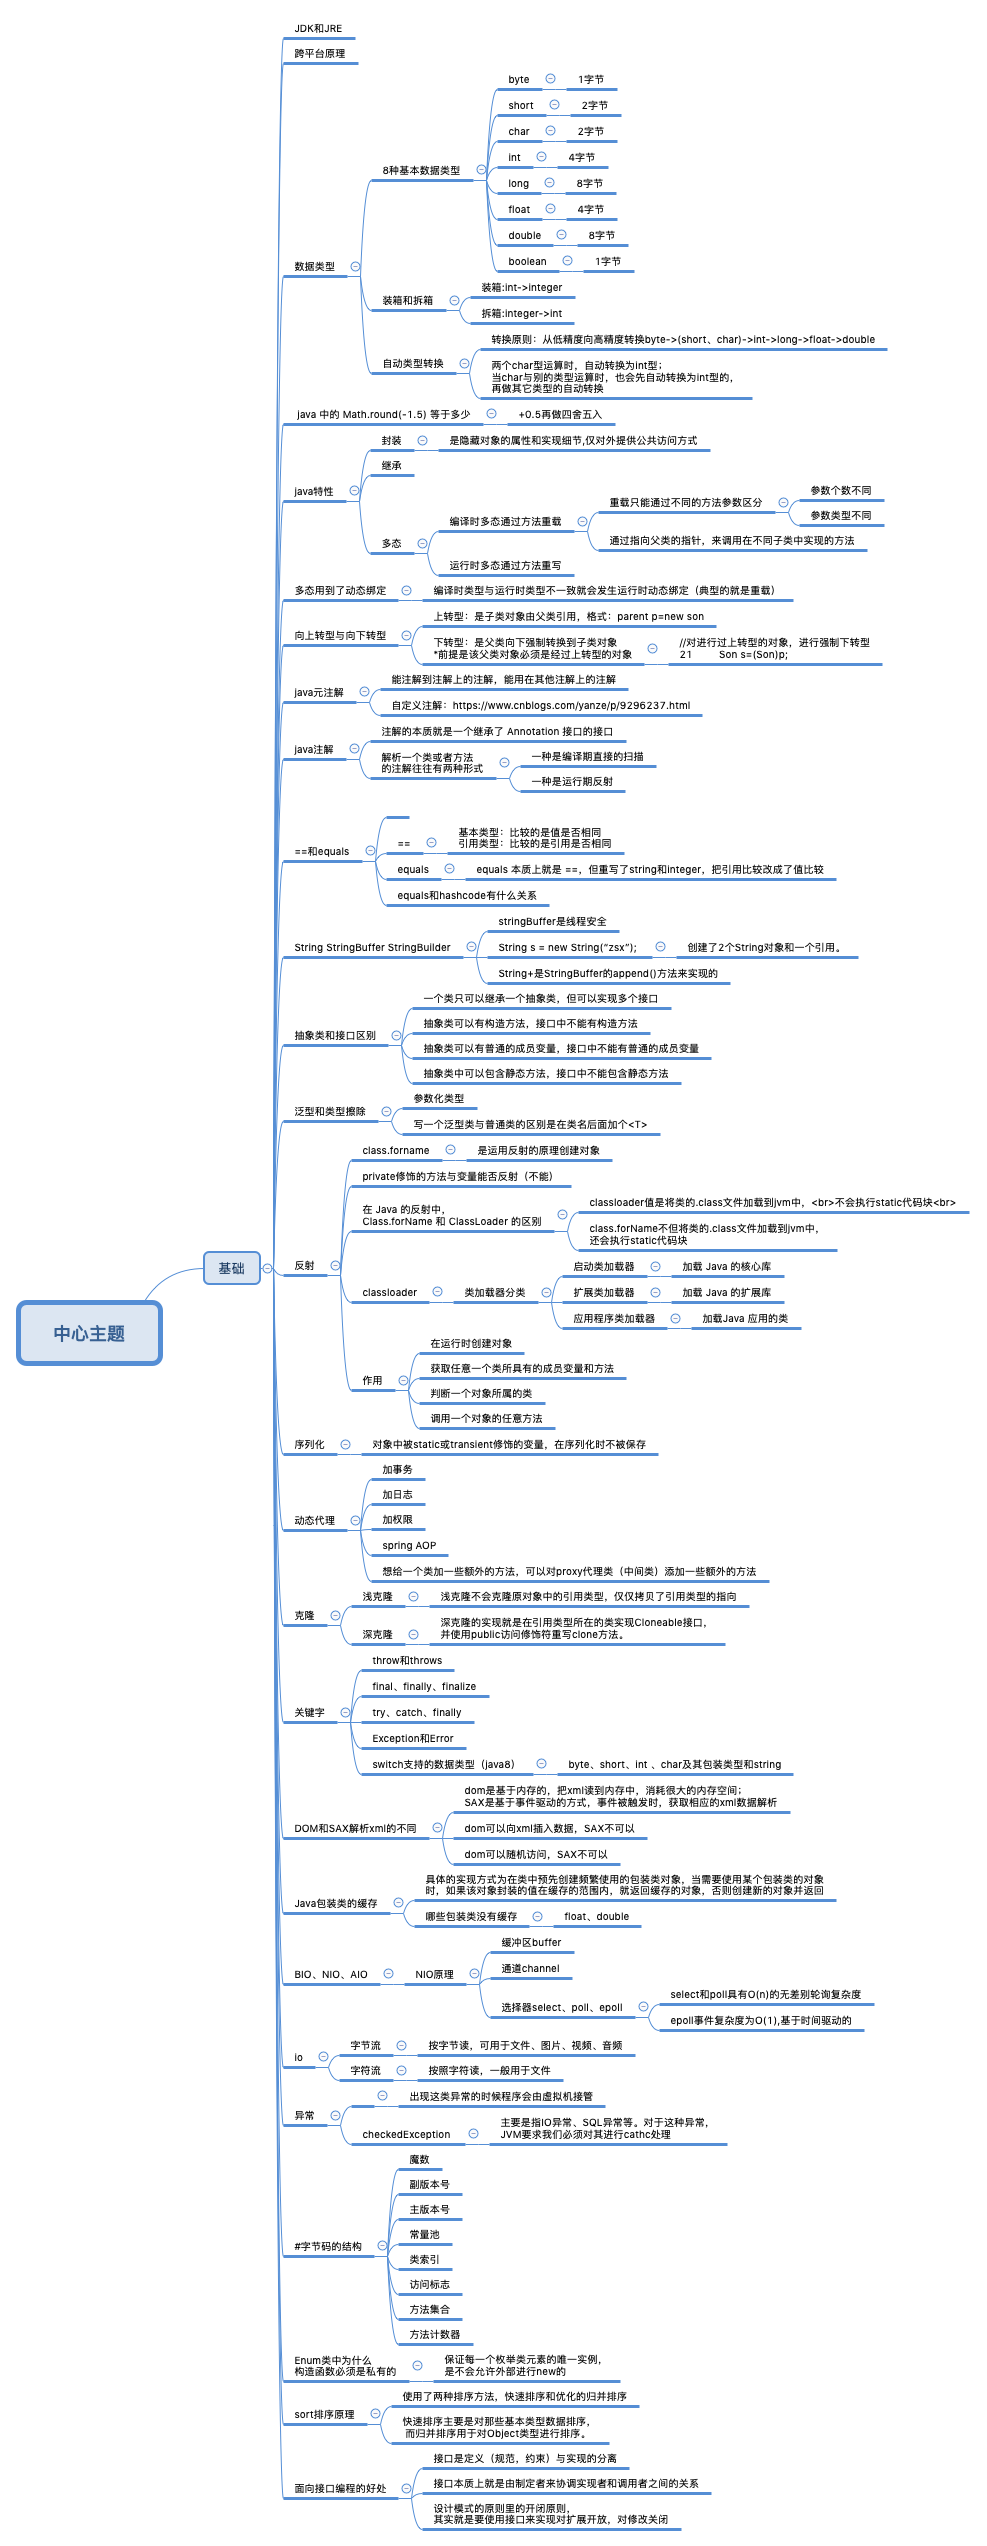 中心主题
基础
JDK和JRE
跨平台原理
数据类型
8种基本数据类型
byte
1字节
short
2字节
char
2字节
int
4字节
long
8字节
float
4字节
double
8字节
boolean
1字节
装箱和拆箱
装箱:int->integer
拆箱:integer->int
自动类型转换
转换原则：从低精度向高精度转换byte->(short、char)->int->long->float->double
两个char型运算时，自动转换为int型；
当char与别的类型运算时，也会先自动转换为int型的，
再做其它类型的自动转换
java 中的 Math.round(-1.5) 等于多少
+0.5再做四舍五入
java特性
封装
是隐藏对象的属性和实现细节,仅对外提供公共访问方式
继承
多态
编译时多态通过方法重载
重载只能通过不同的方法参数区分
参数个数不同
参数类型不同
通过指向父类的指针，来调用在不同子类中实现的方法
运行时多态通过方法重写
多态用到了动态绑定
编译时类型与运行时类型不一致就会发生运行时动态绑定（典型的就是重载）
向上转型与向下转型
上转型：是子类对象由父类引用，格式：parent p=new son
下转型：是父类向下强制转换到子类对象
*前提是该父类对象必须是经过上转型的对象
//对进行过上转型的对象，进行强制下转型
21 Son s=(Son)p;
java元注解
能注解到注解上的注解，能用在其他注解上的注解
自定义注解：https://www.cnblogs.com/yanze/p/9296237.html
java注解
注解的本质就是一个继承了 Annotation 接口的接口
解析一个类或者方法
的注解往往有两种形式
一种是编译期直接的扫描
一种是运行期反射
==和equals
==
基本类型：比较的是值是否相同
引用类型：比较的是引用是否相同
equals
equals 本质上就是 ==，但重写了string和integer，把引用比较改成了值比较
equals和hashcode有什么关系
String StringBuffer StringBuilder
stringBuffer是线程安全
String s = new String(“zsx”);
创建了2个String对象和一个引用。
String+是StringBuffer的append()方法来实现的
抽象类和接口区别
一个类只可以继承一个抽象类，但可以实现多个接口
抽象类可以有构造方法，接口中不能有构造方法
抽象类可以有普通的成员变量，接口中不能有普通的成员变量
抽象类中可以包含静态方法，接口中不能包含静态方法
泛型和类型擦除
参数化类型
写一个泛型类与普通类的区别是在类名后面加个<T>
反射
class.forname
是运用反射的原理创建对象
private修饰的方法与变量能否反射（不能）
在 Java 的反射中，
Class.forName 和 ClassLoader 的区别
classloader值是将类的.class文件加载到jvm中，<br>不会执行static代码块<br>
class.forName不但将类的.class文件加载到jvm中，
还会执行static代码块
classloader
类加载器分类
启动类加载器
加载 Java 的核心库
扩展类加载器
加载 Java 的扩展库
应用程序类加载器
加载Java 应用的类
作用
在运行时创建对象
获取任意一个类所具有的成员变量和方法
判断一个对象所属的类
调用一个对象的任意方法
序列化
对象中被static或transient修饰的变量，在序列化时不被保存
动态代理
加事务
加日志
加权限
spring AOP
想给一个类加一些额外的方法，可以对proxy代理类（中间类）添加一些额外的方法
克隆
浅克隆
浅克隆不会克隆原对象中的引用类型，仅仅拷贝了引用类型的指向
深克隆
深克隆的实现就是在引用类型所在的类实现Cloneable接口，
并使用public访问修饰符重写clone方法。
关键字
throw和throws
final、finally、finalize
try、catch、finally
Exception和Error
switch支持的数据类型（java8）
byte、short、int 、char及其包装类型和string
DOM和SAX解析xml的不同
dom是基于内存的，把xml读到内存中，消耗很大的内存空间；
SAX是基于事件驱动的方式，事件被触发时，获取相应的xml数据解析
dom可以向xml插入数据，SAX不可以
dom可以随机访问，SAX不可以
Java包装类的缓存
具体的实现方式为在类中预先创建频繁使用的包装类对象，当需要使用某个包装类的对象
时，如果该对象封装的值在缓存的范围内，就返回缓存的对象，否则创建新的对象并返回
哪些包装类没有缓存
float、double
BIO、NIO、AIO
NIO原理
缓冲区buffer
通道channel
选择器select、poll、epoll
select和poll具有O(n)的无差别轮询复杂度
epoll事件复杂度为O(1),基于时间驱动的
io
字节流
按字节读，可用于文件、图片、视频、音频
字符流
按照字符读，一般用于文件
异常
出现这类异常的时候程序会由虚拟机接管
checkedException
主要是指IO异常、SQL异常等。对于这种异常，
JVM要求我们必须对其进行cathc处理
#字节码的结构
魔数
副版本号
主版本号
常量池
类索引
访问标志
方法集合
方法计数器
Enum类中为什么
构造函数必须是私有的
保证每一个枚举类元素的唯一实例，
是不会允许外部进行new的
sort排序原理
使用了两种排序方法，快速排序和优化的归并排序
快速排序主要是对那些基本类型数据排序，
而归并排序用于对Object类型进行排序。
面向接口编程的好处
接口是定义（规范，约束）与实现的分离
接口本质上就是由制定者来协调实现者和调用者之间的关系
设计模式的原则里的开闭原则，
其实就是要使用接口来实现对扩展开放，对修改关闭